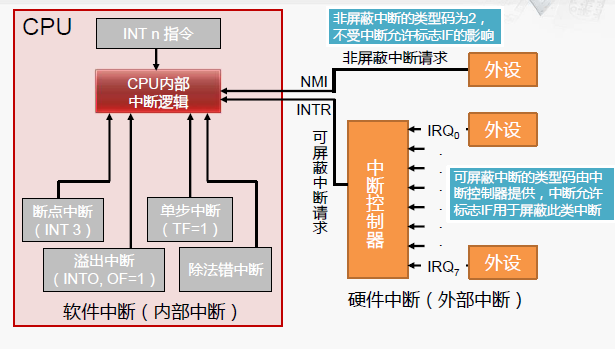 CPU
INT n 指令
CPU内部
中断逻辑
断点中断
(INT 3)
单步中断
(TF=1)
溢出中断
(INTO, OF=1)
除法错中断
软件中断(内部中断)
非屏蔽中断的类型码为2,
不受中断允许标志IF的影响
非屏蔽中断请求
外设
NMI
INTR
可屏蔽中断请求
中断控制器
IRQ0
外设
可屏蔽中断的类型码由中
断控制器提供,中断允许
标志IF用于屏蔽此类中断
IRQ7
外设
硬件中断(外部中断)